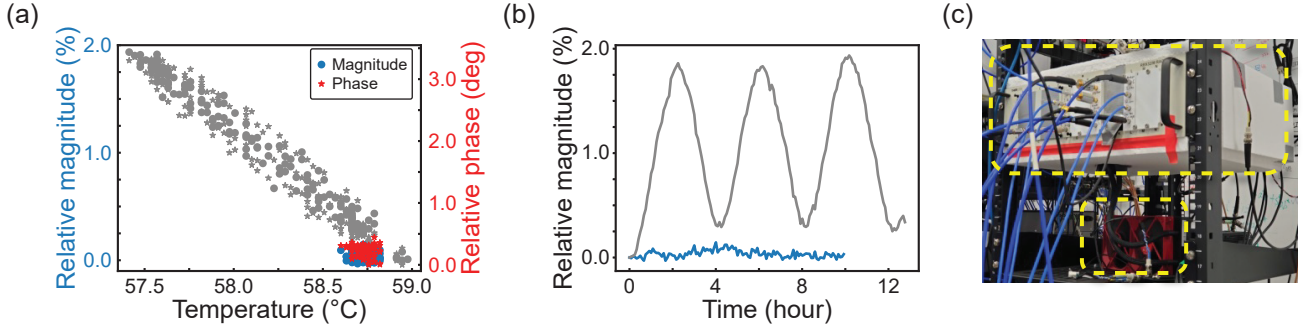 (a)
Relative magnitude (%)
2.0
1.0
0.0
57.5
58.0
58.5
59.0
Temperature (°C)
Magnitude
Phase
3.0
2.0
1.0
0.0
Relative phase (deg)
(b)
Relative magnitude (%)
2.0
1.0
0.0
0
4
8
12
Time (hour)
(c)